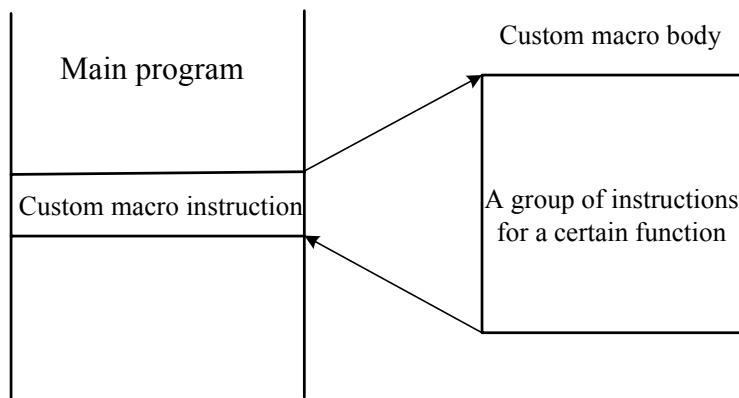 Custom macro body
Main program
Custom macro instruction
A group of instructions
for a certain function